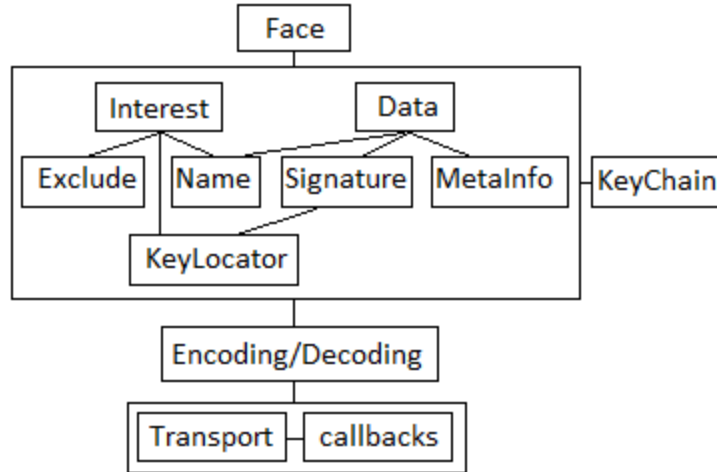 Face
Interest
Data
Exclude
Name
Signature
MetaInfo
KeyChain
KeyLocator
Encoding/Decoding
Transport
callbacks